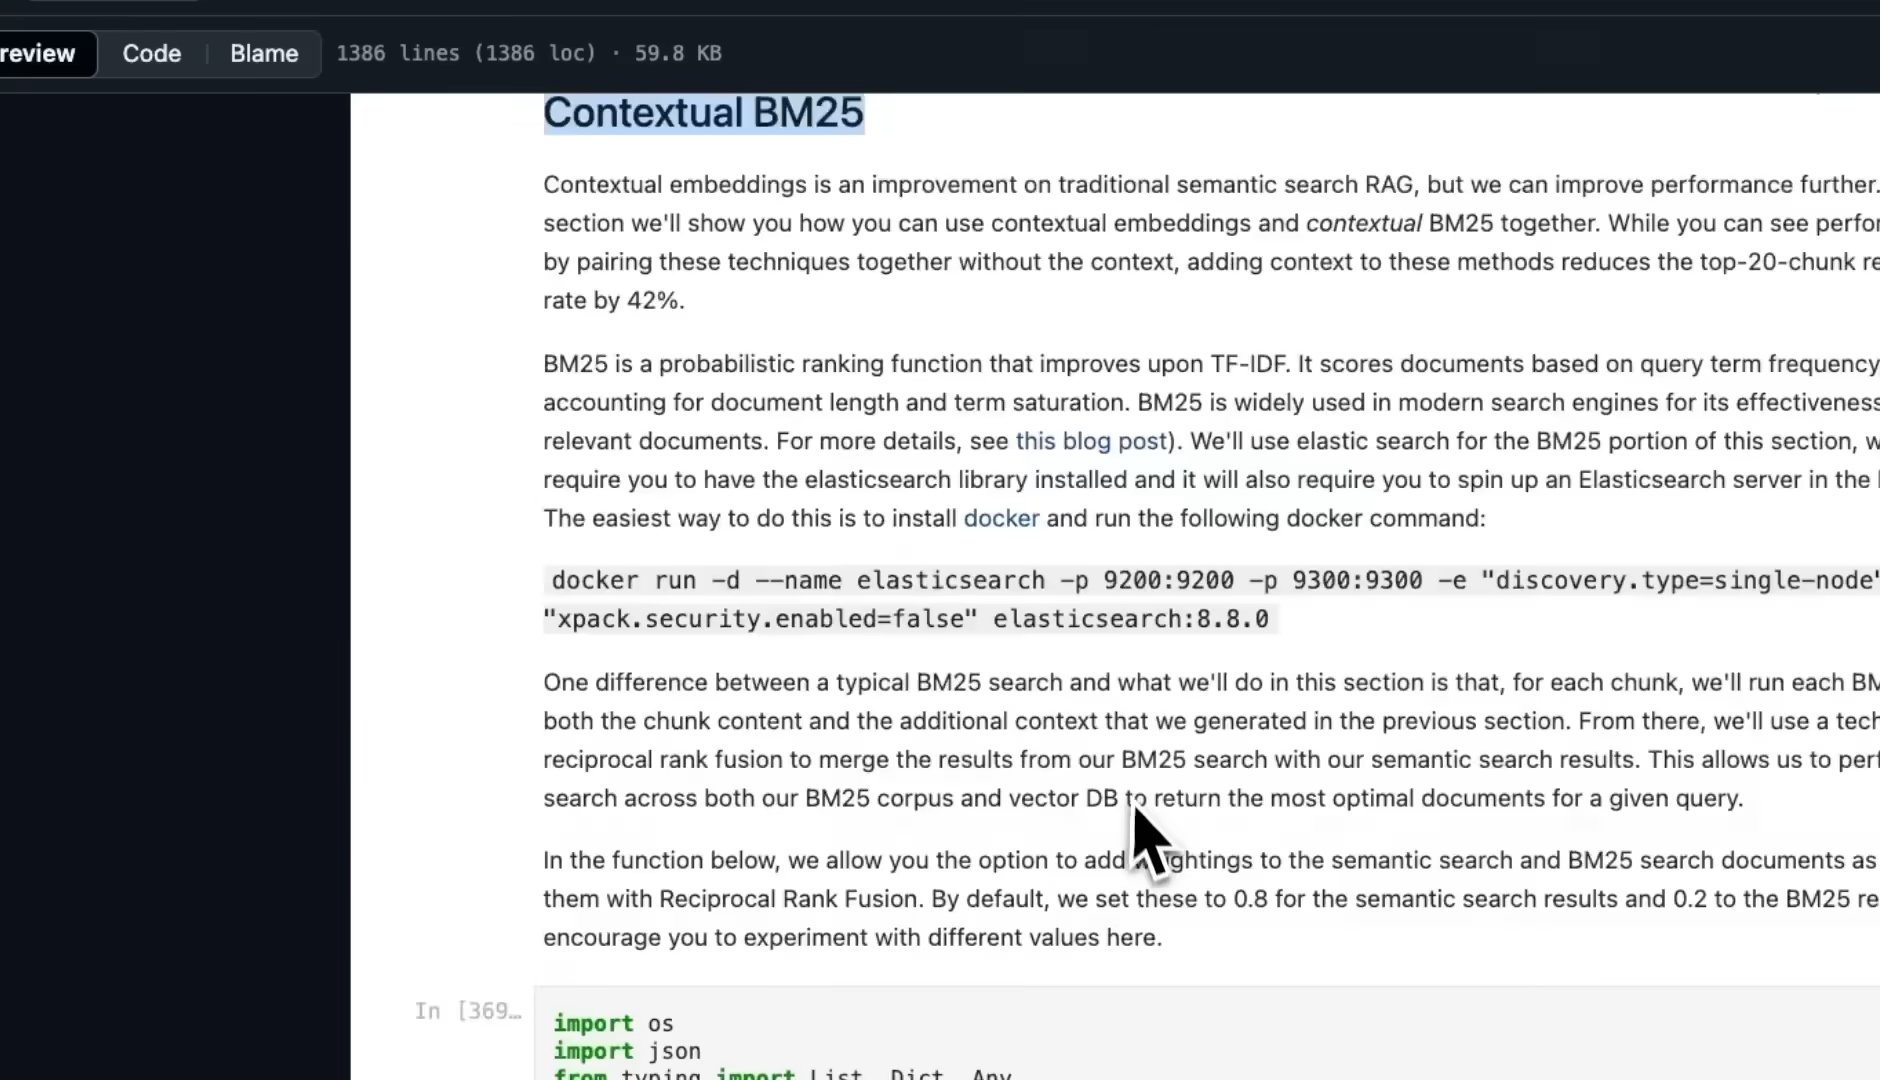 review Code Blame 1386 lines (1386 loc) · 59.8 KB
Contextual BM25
Contextual embeddings is an improvement on traditional semantic search RAG, but we can improve performance further.
section we'll show you how you can use contextual embeddings and contextual BM25 together. While you can see perfor
by pairing these techniques together without the context, adding context to these methods reduces the top-20-chunk re
rate by 42%.
BM25 is a probabilistic ranking function that improves upon TF-IDF. It scores documents based on query term frequency
accounting for document length and term saturation. BM25 is widely used in modern search engines for its effectiveness
relevant documents. For more details, see this blog post). We'll use elastic search for the BM25 portion of this section, w
require you to have the elasticsearch library installed and it will also require you to spin up an Elasticsearch server in the
The easiest way to do this is to install docker and run the following docker command:
docker run -d --name elasticsearch -p 9200:9200 -p 9300:9300 -e "discovery.type=single-node"
"xpack.security.enabled=false" elasticsearch:8.8.0
One difference between a typical BM25 search and what we'll do in this section is that, for each chunk, we'll run each BM
both the chunk content and the additional context that we generated in the previous section. From there, we'll use a tech
reciprocal rank fusion to merge the results from our BM25 search with our semantic search results. This allows us to perf
search across both our BM25 corpus and vector DB to return the most optimal documents for a given query.
In the function below, we allow you the option to add ghtings to the semantic search and BM25 search documents as
them with Reciprocal Rank Fusion. By default, we set these to 0.8 for the semantic search results and 0.2 to the BM25 re
encourage you to experiment with different values here.
In [369…
import os
import json
from typing import List, Dict, Any